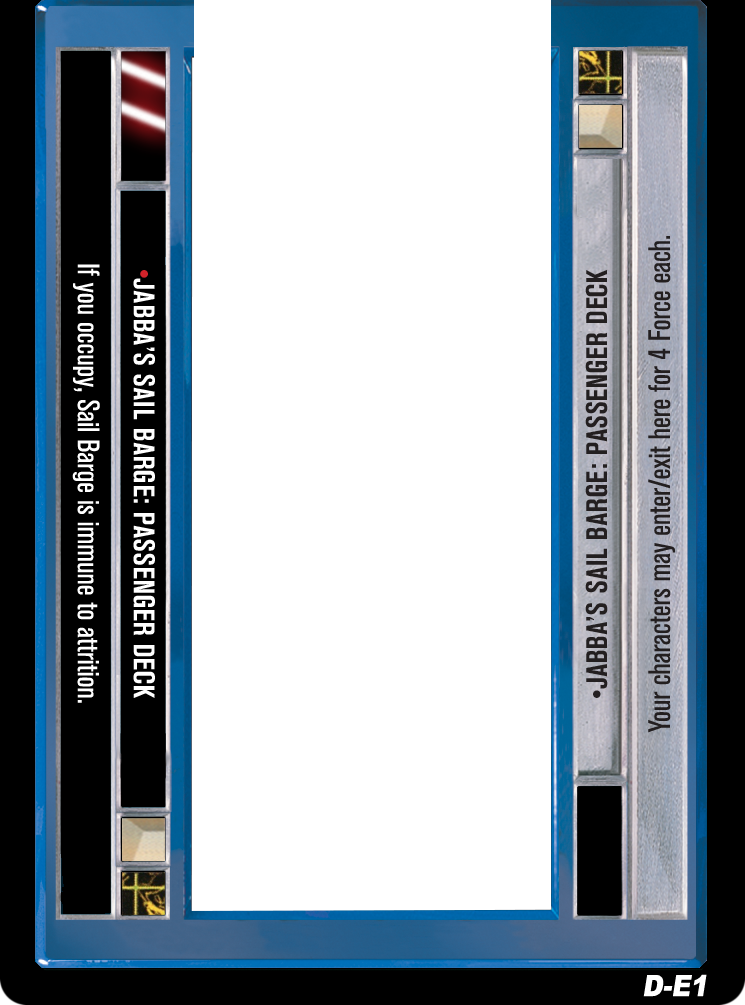 •JABBA'S SAIL BARGE: PASSENGER DECK
If you occupy, Sail Barge is immune to attrition.
•JABBA'S SAIL BARGE: PASSENGER DECK
Your characters may enter/exit here for 4 Force each.
D-E1